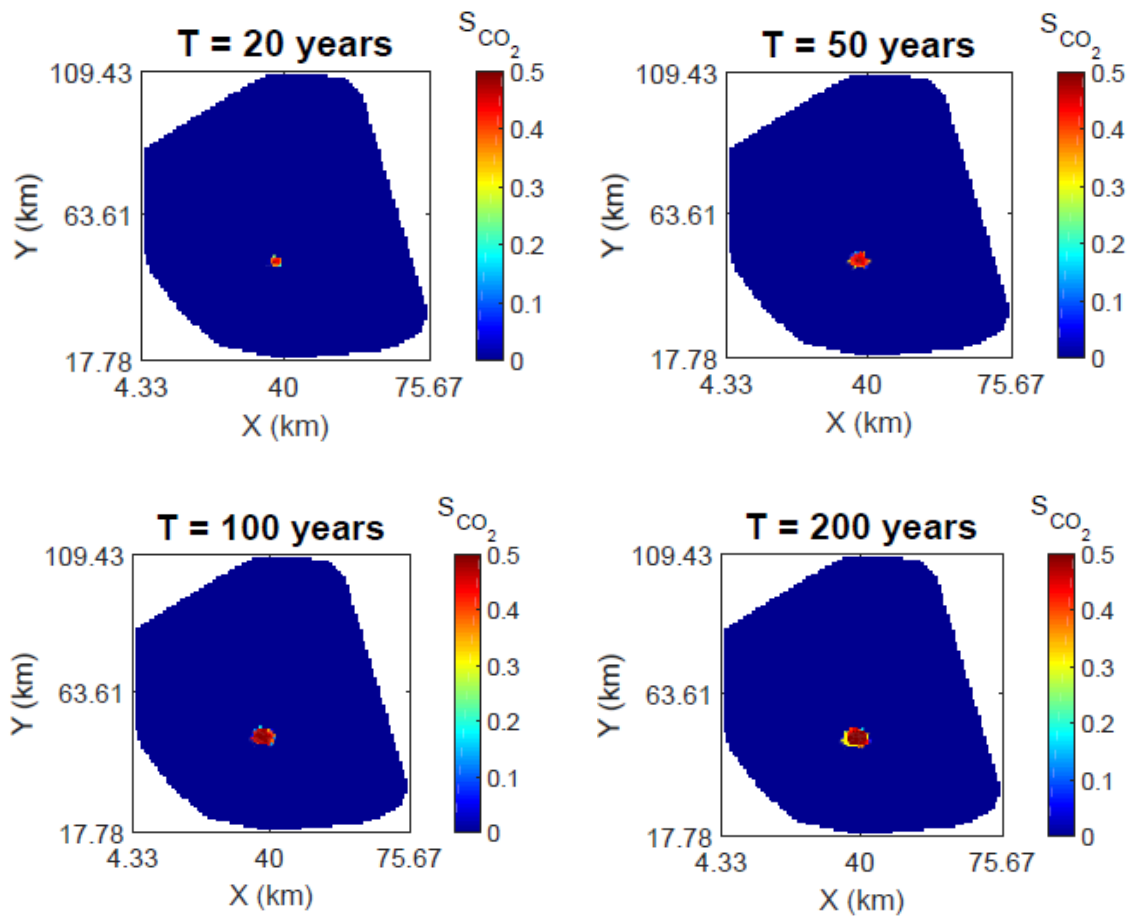 T = 20 years
S_CO2
109.43
63.61
17.78
Y (km)
4.33 40 75.67
X (km)
0.5
0.4
0.3
0.2
0.1
0
T = 50 years
S_CO2
109.43
63.61
17.78
Y (km)
4.33 40 75.67
X (km)
0.5
0.4
0.3
0.2
0.1
0
T = 100 years
S_CO2
109.43
63.61
17.78
Y (km)
4.33 40 75.67
X (km)
0.5
0.4
0.3
0.2
0.1
0
T = 200 years
S_CO2
109.43
63.61
17.78
Y (km)
4.33 40 75.67
X (km)
0.5
0.4
0.3
0.2
0.1
0